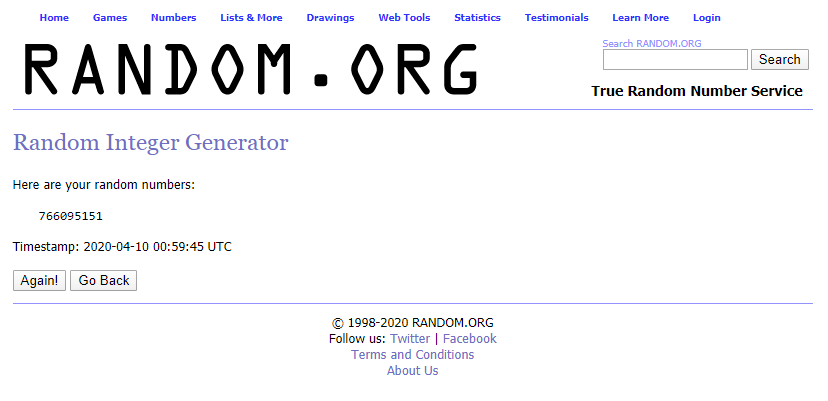 Home Games Numbers Lists & More Drawings Web Tools Statistics Testimonials Learn More Login
RANDOM.ORG
Search RANDOM.ORG
Search
True Random Number Service
Random Integer Generator
Here are your random numbers:
766095151
Timestamp: 2020-04-10 00:59:45 UTC
Again! Go Back
© 1998-2020 RANDOM.ORG
Follow us: Twitter | Facebook
Terms and Conditions
About Us